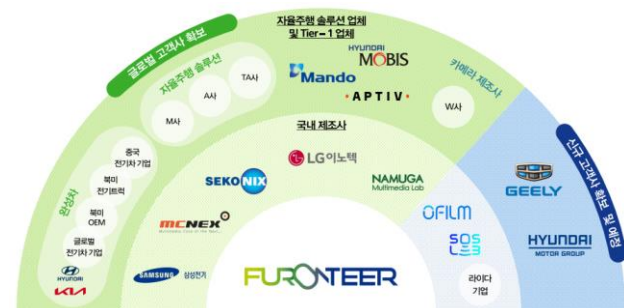 글로벌 고객사 확보
자율주행 솔루션 업체
및 Tier-1 업체
자율주행 솔루션
TA사
A사
M사
Mando
HYUNDAI
MOBIS
· A P T I V ·
카메라 제조사
W사
완성차
중국
전기차 기업
북미
전기트럭
북미
OEM
글로벌
전기차 기업
HYUNDAI
KIA
국내 제조사
LG이노텍
SEKONIX
NAMUGA
Multimedia Lab
MCNEX
SAMSUNG 삼성전기
FURONTEER
OFILM
SOS
LAB
라이다
기업
GEELY
HYUNDAI
MOTOR GROUP
신규 고객사 확보 및 예정